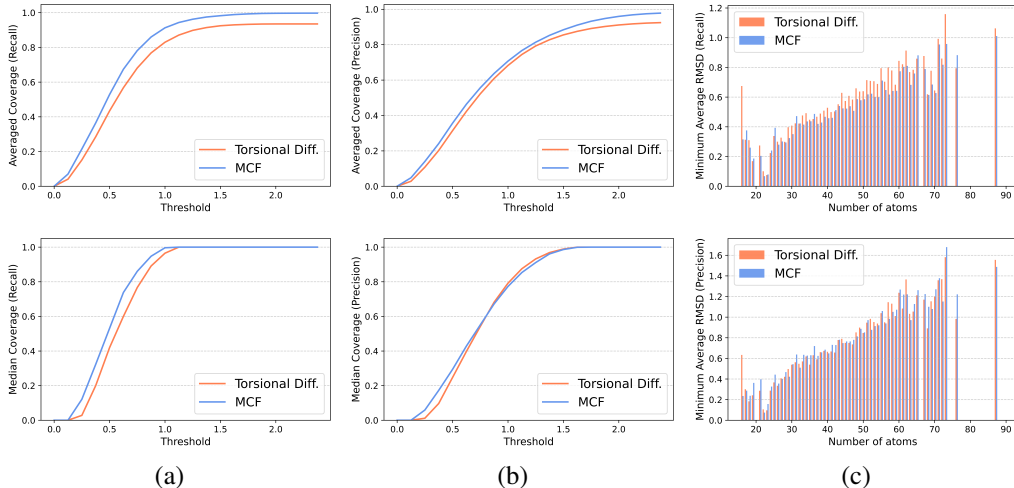 Averaged Coverage (Recall)
1.0
0.8
0.6
0.4
0.2
0.0
Torsional Diff.
MCF
0.0 0.5 1.0 1.5 2.0
Threshold
Averaged Coverage (Precision)
1.0
0.8
0.6
0.4
0.2
0.0
Torsional Diff.
MCF
0.0 0.5 1.0 1.5 2.0
Threshold
Minimum Average RMSD (Recall)
1.2
1.0
0.8
0.6
0.4
0.2
0.0
Torsional Diff.
MCF
20 30 40 50 60 70 80 90
Number of atoms
Median Coverage (Recall)
1.0
0.8
0.6
0.4
0.2
0.0
Torsional Diff.
MCF
0.0 0.5 1.0 1.5 2.0
Threshold
Median Coverage (Precision)
1.0
0.8
0.6
0.4
0.2
0.0
Torsional Diff.
MCF
0.0 0.5 1.0 1.5 2.0
Threshold
Minimum Average RMSD (Precision)
1.6
1.4
1.2
1.0
0.8
0.6
0.4
0.2
0.0
Torsional Diff.
MCF
20 30 40 50 60 70 80 90
Number of atoms
(a)
(b)
(c)